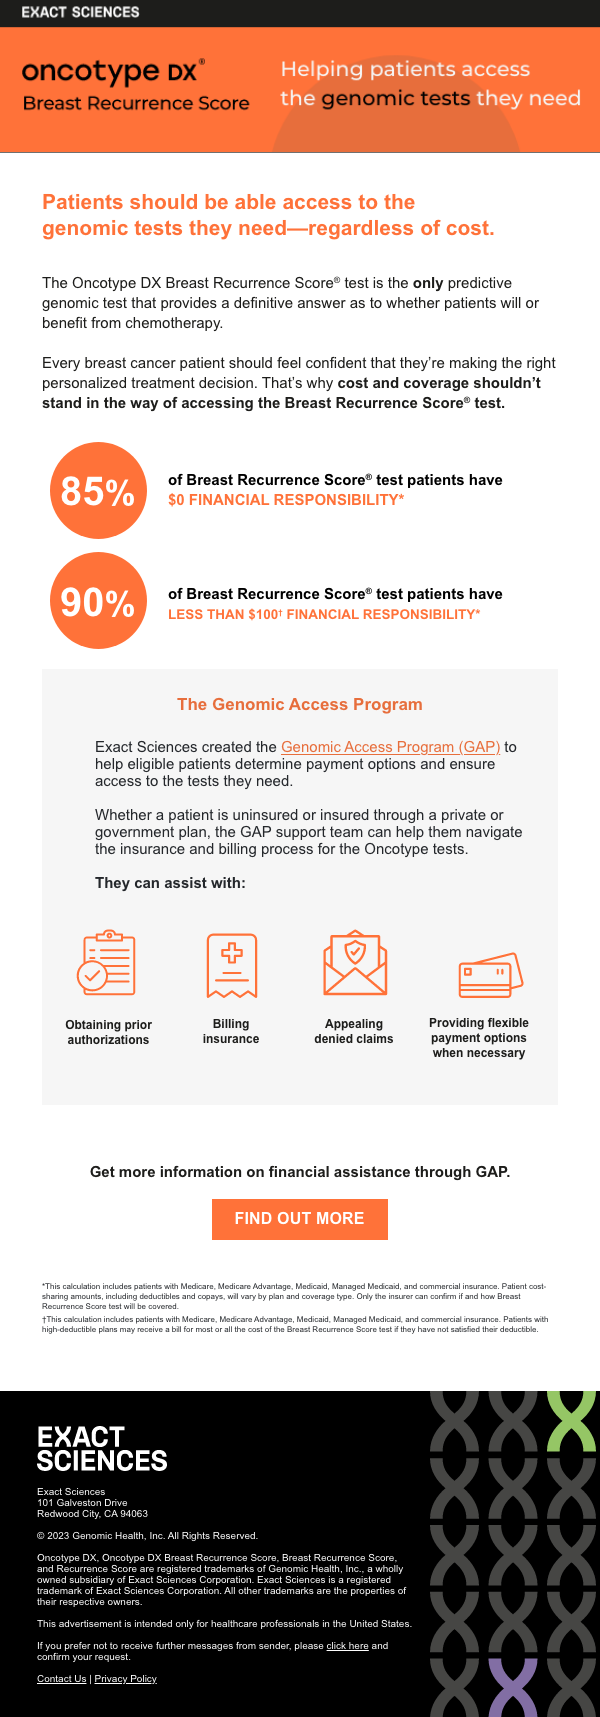 EXACT SCIENCES
oncotype DX®
Breast Recurrence Score
Helping patients access
the genomic tests they need
Patients should be able access to the
genomic tests they need—regardless of cost.
The Oncotype DX Breast Recurrence Score® test is the only predictive
genomic test that provides a definitive answer as to whether patients will or
benefit from chemotherapy.
Every breast cancer patient should feel confident that they're making the right
personalized treatment decision. That's why cost and coverage shouldn't
stand in the way of accessing the Breast Recurrence Score® test.
85%
of Breast Recurrence Score® test patients have
$0 FINANCIAL RESPONSIBILITY*
90%
of Breast Recurrence Score® test patients have
LESS THAN $100† FINANCIAL RESPONSIBILITY*
The Genomic Access Program
Exact Sciences created the Genomic Access Program (GAP) to
help eligible patients determine payment options and ensure
access to the tests they need.
Whether a patient is uninsured or insured through a private or
government plan, the GAP support team can help them navigate
the insurance and billing process for the Oncotype tests.
They can assist with:
Obtaining prior
authorizations
Billing
insurance
Appealing
denied claims
Providing flexible
payment options
when necessary
Get more information on financial assistance through GAP.
FIND OUT MORE
*This calculation includes patients with Medicare, Medicare Advantage, Medicaid, Managed Medicaid, and commercial insurance. Patient cost-
sharing amounts, including deductibles and copays, will vary by plan and coverage type. Only the insurer can confirm if and how Breast
Recurrence Score test will be covered.
†This calculation includes patients with Medicare, Medicare Advantage, Medicaid, Managed Medicaid, and commercial insurance. Patients with
high-deductible plans may receive a bill for most or all the cost of the Breast Recurrence Score test if they have not satisfied their deductible.
EXACT
SCIENCES
Exact Sciences
101 Galveston Drive
Redwood City, CA 94063
© 2023 Genomic Health, Inc. All Rights Reserved.
Oncotype DX, Oncotype DX Breast Recurrence Score, Breast Recurrence Score,
and Recurrence Score are registered trademarks of Genomic Health, Inc., a wholly
owned subsidiary of Exact Sciences Corporation. Exact Sciences is a registered
trademark of Exact Sciences Corporation. All other trademarks are the properties of
their respective owners.
This advertisement is intended only for healthcare professionals in the United States.
If you prefer not to receive further messages from sender, please click here and
confirm your request.
Contact Us | Privacy Policy